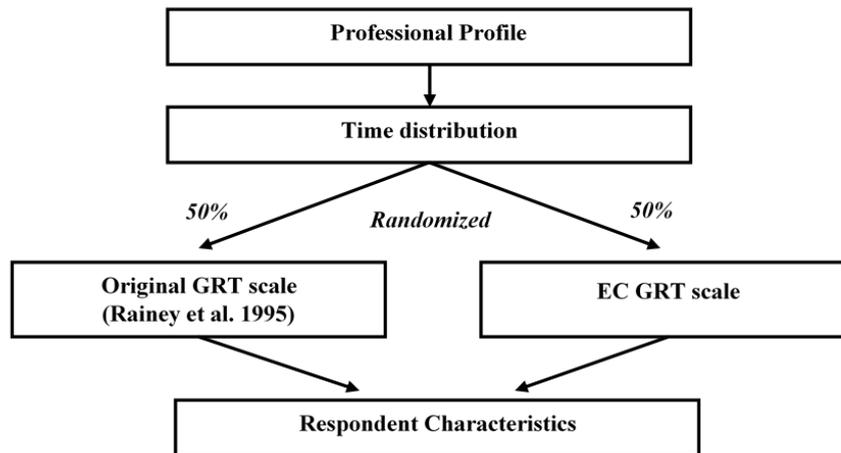 Professional Profile
Time distribution
50%
Randomized
50%
Original GRT scale
(Rainey et al. 1995)
EC GRT scale
Respondent Characteristics